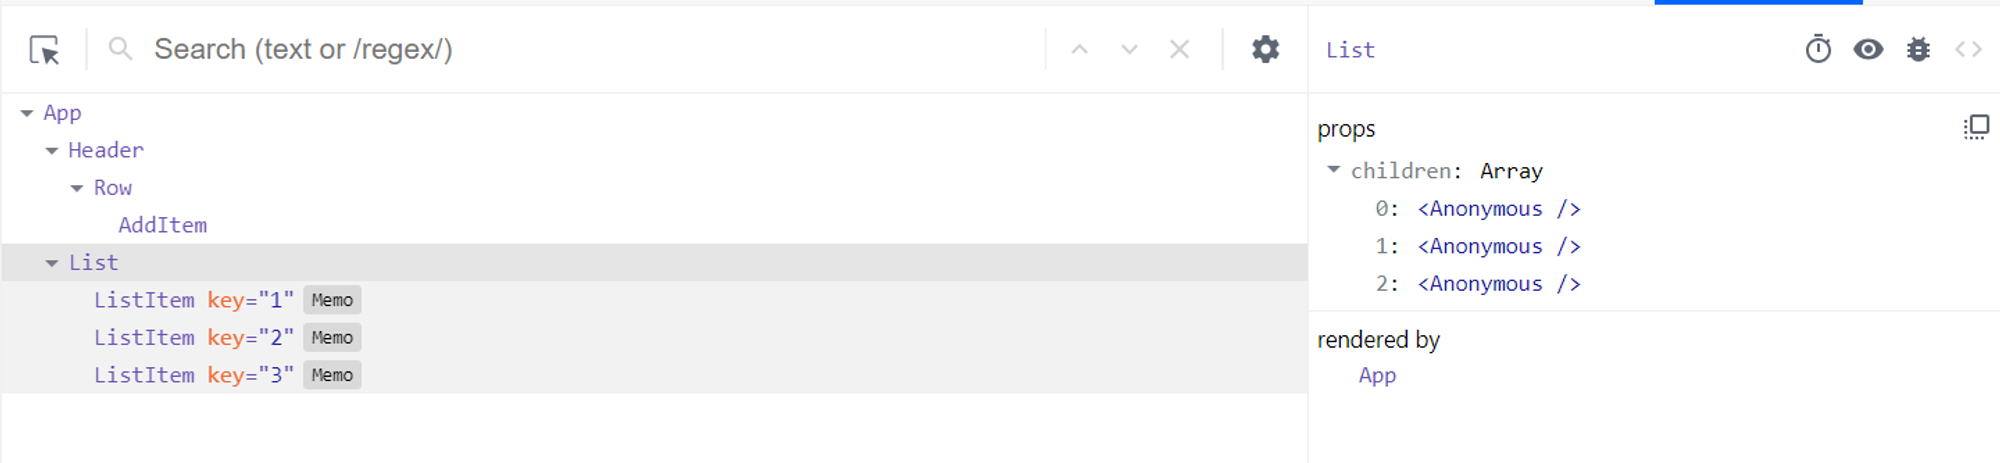 Search (text or /regex/)
App
Header
Row
AddItem
List
ListItem key="1" Memo
ListItem key="2" Memo
ListItem key="3" Memo
List
props
children: Array
0: <Anonymous />
1: <Anonymous />
2: <Anonymous />
rendered by
App